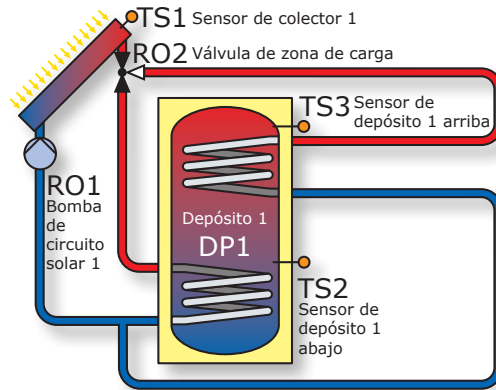 TS1 Sensor de colector 1
RO2 Válvula de zona de carga
TS3 Sensor de
depósito 1 arriba
RO1
Bomba
de
circuito
solar 1
Depósito 1
DP1
TS2
Sensor de
depósito 1
abajo